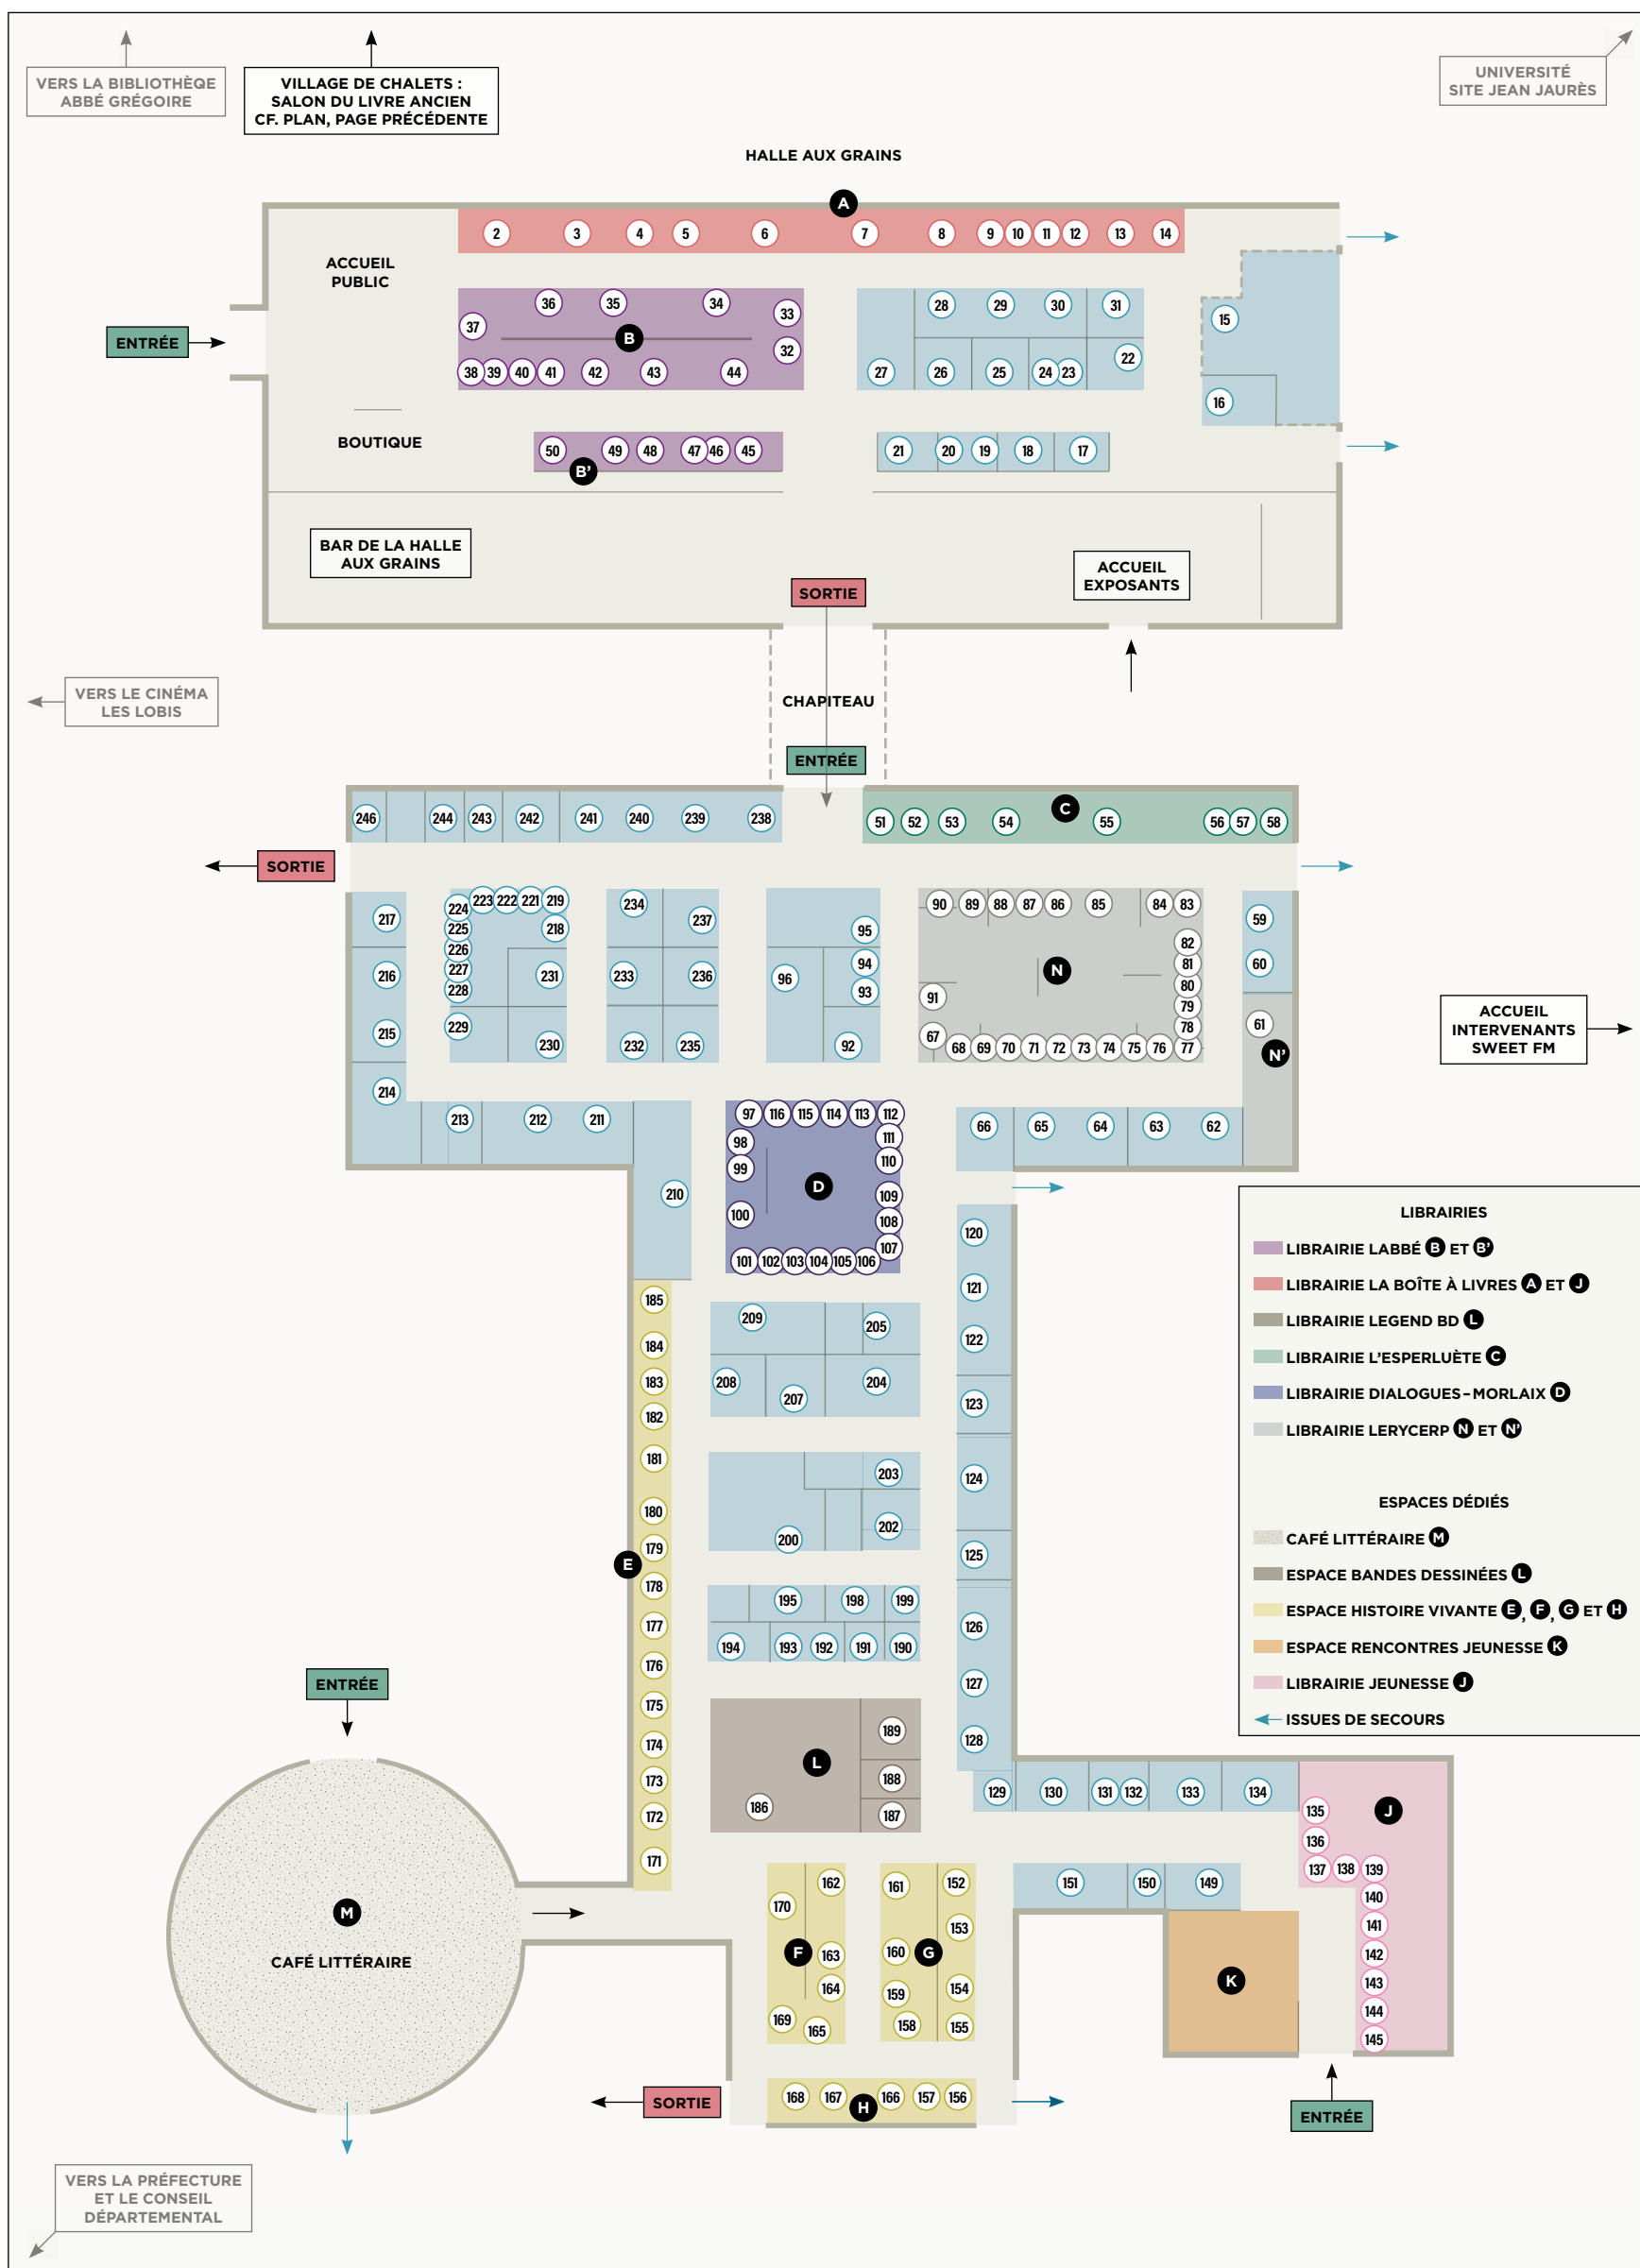 VERS LA BIBLIOTHÈQE
ABBÉ GRÉGOIRE
VILLAGE DE CHALETS :
SALON DU LIVRE ANCIEN
CF. PLAN, PAGE PRÉCÉDENTE
UNIVERSITÉ
SITE JEAN JAURÈS
HALLE AUX GRAINS
A
2 3 4 5 6 7 8 9 10 11 12 13 14
ACCUEIL
PUBLIC
ENTRÉE
36 35 34 33
37
B
32
38 39 40 41 42 43 44
28 29 30 31
27 26 25 24 23 22
15
16
BOUTIQUE
50 49 48 47 46 45
B’
21 20 19 18 17
BAR DE LA HALLE
AUX GRAINS
SORTIE
ACCUEIL
EXPOSANTS
VERS LE CINÉMA
LES LOBIS
CHAPITEAU
ENTRÉE
246 244 243 242 241 240 239 238
C
51 52 53 54 55 56 57 58
SORTIE
217
216
215
214
213 212 211
210
223 222 221 219
224 218
225
226
227 231
228
229 230
234 237
233 236
232 235
95
94
96 93
92
90 89 88 87 86 85 84 83
82
N
81
80
91
79
78
67 68 69 70 71 72 73 74 75 76 77
59
60
61
N’
66 65 64 63 62
ACCUEIL
INTERVENANTS
SWEET FM
97 116 115 114 113 112
98 111
99 110
D
100 109
108
107
101 102 103 104 105 106
120
121
122
123
124
125
126
127
128
185
184
183
182
181
180
179
E
178
177
176
175
174
173
172
171
209 205
208 207 204
203
200 202
195 198 199
194 193 192 191 190
189
L
188
186 187
129 130 131 132 133 134
135
J
136
137 138 139
140
141
142
143
144
145
151 150 149
K
ENTRÉE
162
170
F
163
164
169 165
161 152
153
160
G
159 154
158 155
168 167 166 157 156
H
SORTIE
ENTRÉE
M
CAFÉ LITTÉRAIRE
VERS LA PRÉFECTURE
ET LE CONSEIL
DÉPARTEMENTAL
LIBRAIRIES
LIBRAIRIE LABBÉ B ET B’
LIBRAIRIE LA BOÎTE À LIVRES A ET J
LIBRAIRIE LEGEND BD L
LIBRAIRIE L’ESPERLUÈTE C
LIBRAIRIE DIALOGUES–MORLAIX D
LIBRAIRIE LERYCERP N ET N’
ESPACES DÉDIÉS
CAFÉ LITTÉRAIRE M
ESPACE BANDES DESSINÉES L
ESPACE HISTOIRE VIVANTE E, F, G ET H
ESPACE RENCONTRES JEUNESSE K
LIBRAIRIE JEUNESSE J
ISSUES DE SECOURS